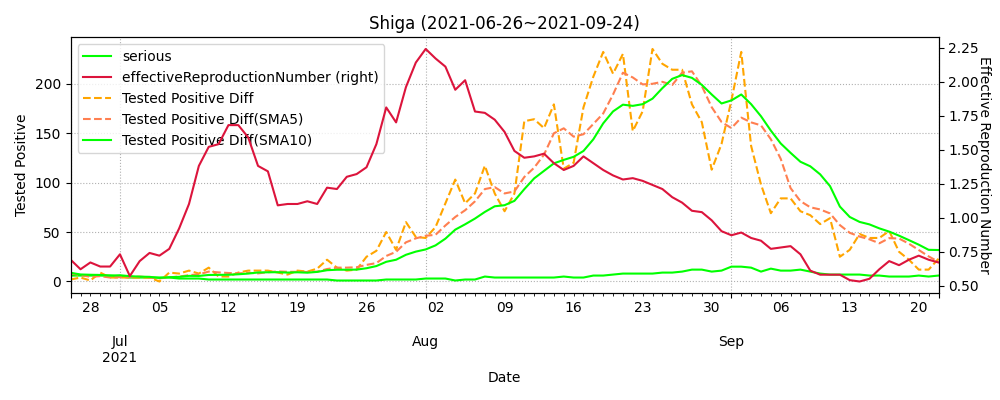 Shiga (2021-06-26~2021-09-24)
serious
effectiveReproductionNumber (right)
Tested Positive Diff
Tested Positive Diff(SMA5)
Tested Positive Diff(SMA10)
Tested Positive
200
150
100
50
0
2.25
2.00
1.75
1.50
1.25
1.00
0.75
0.50
Effective Reproduction Number
28 05 12 19 26 02 09 16 23 30 06 13 20
Jul Aug Sep
2021
Date